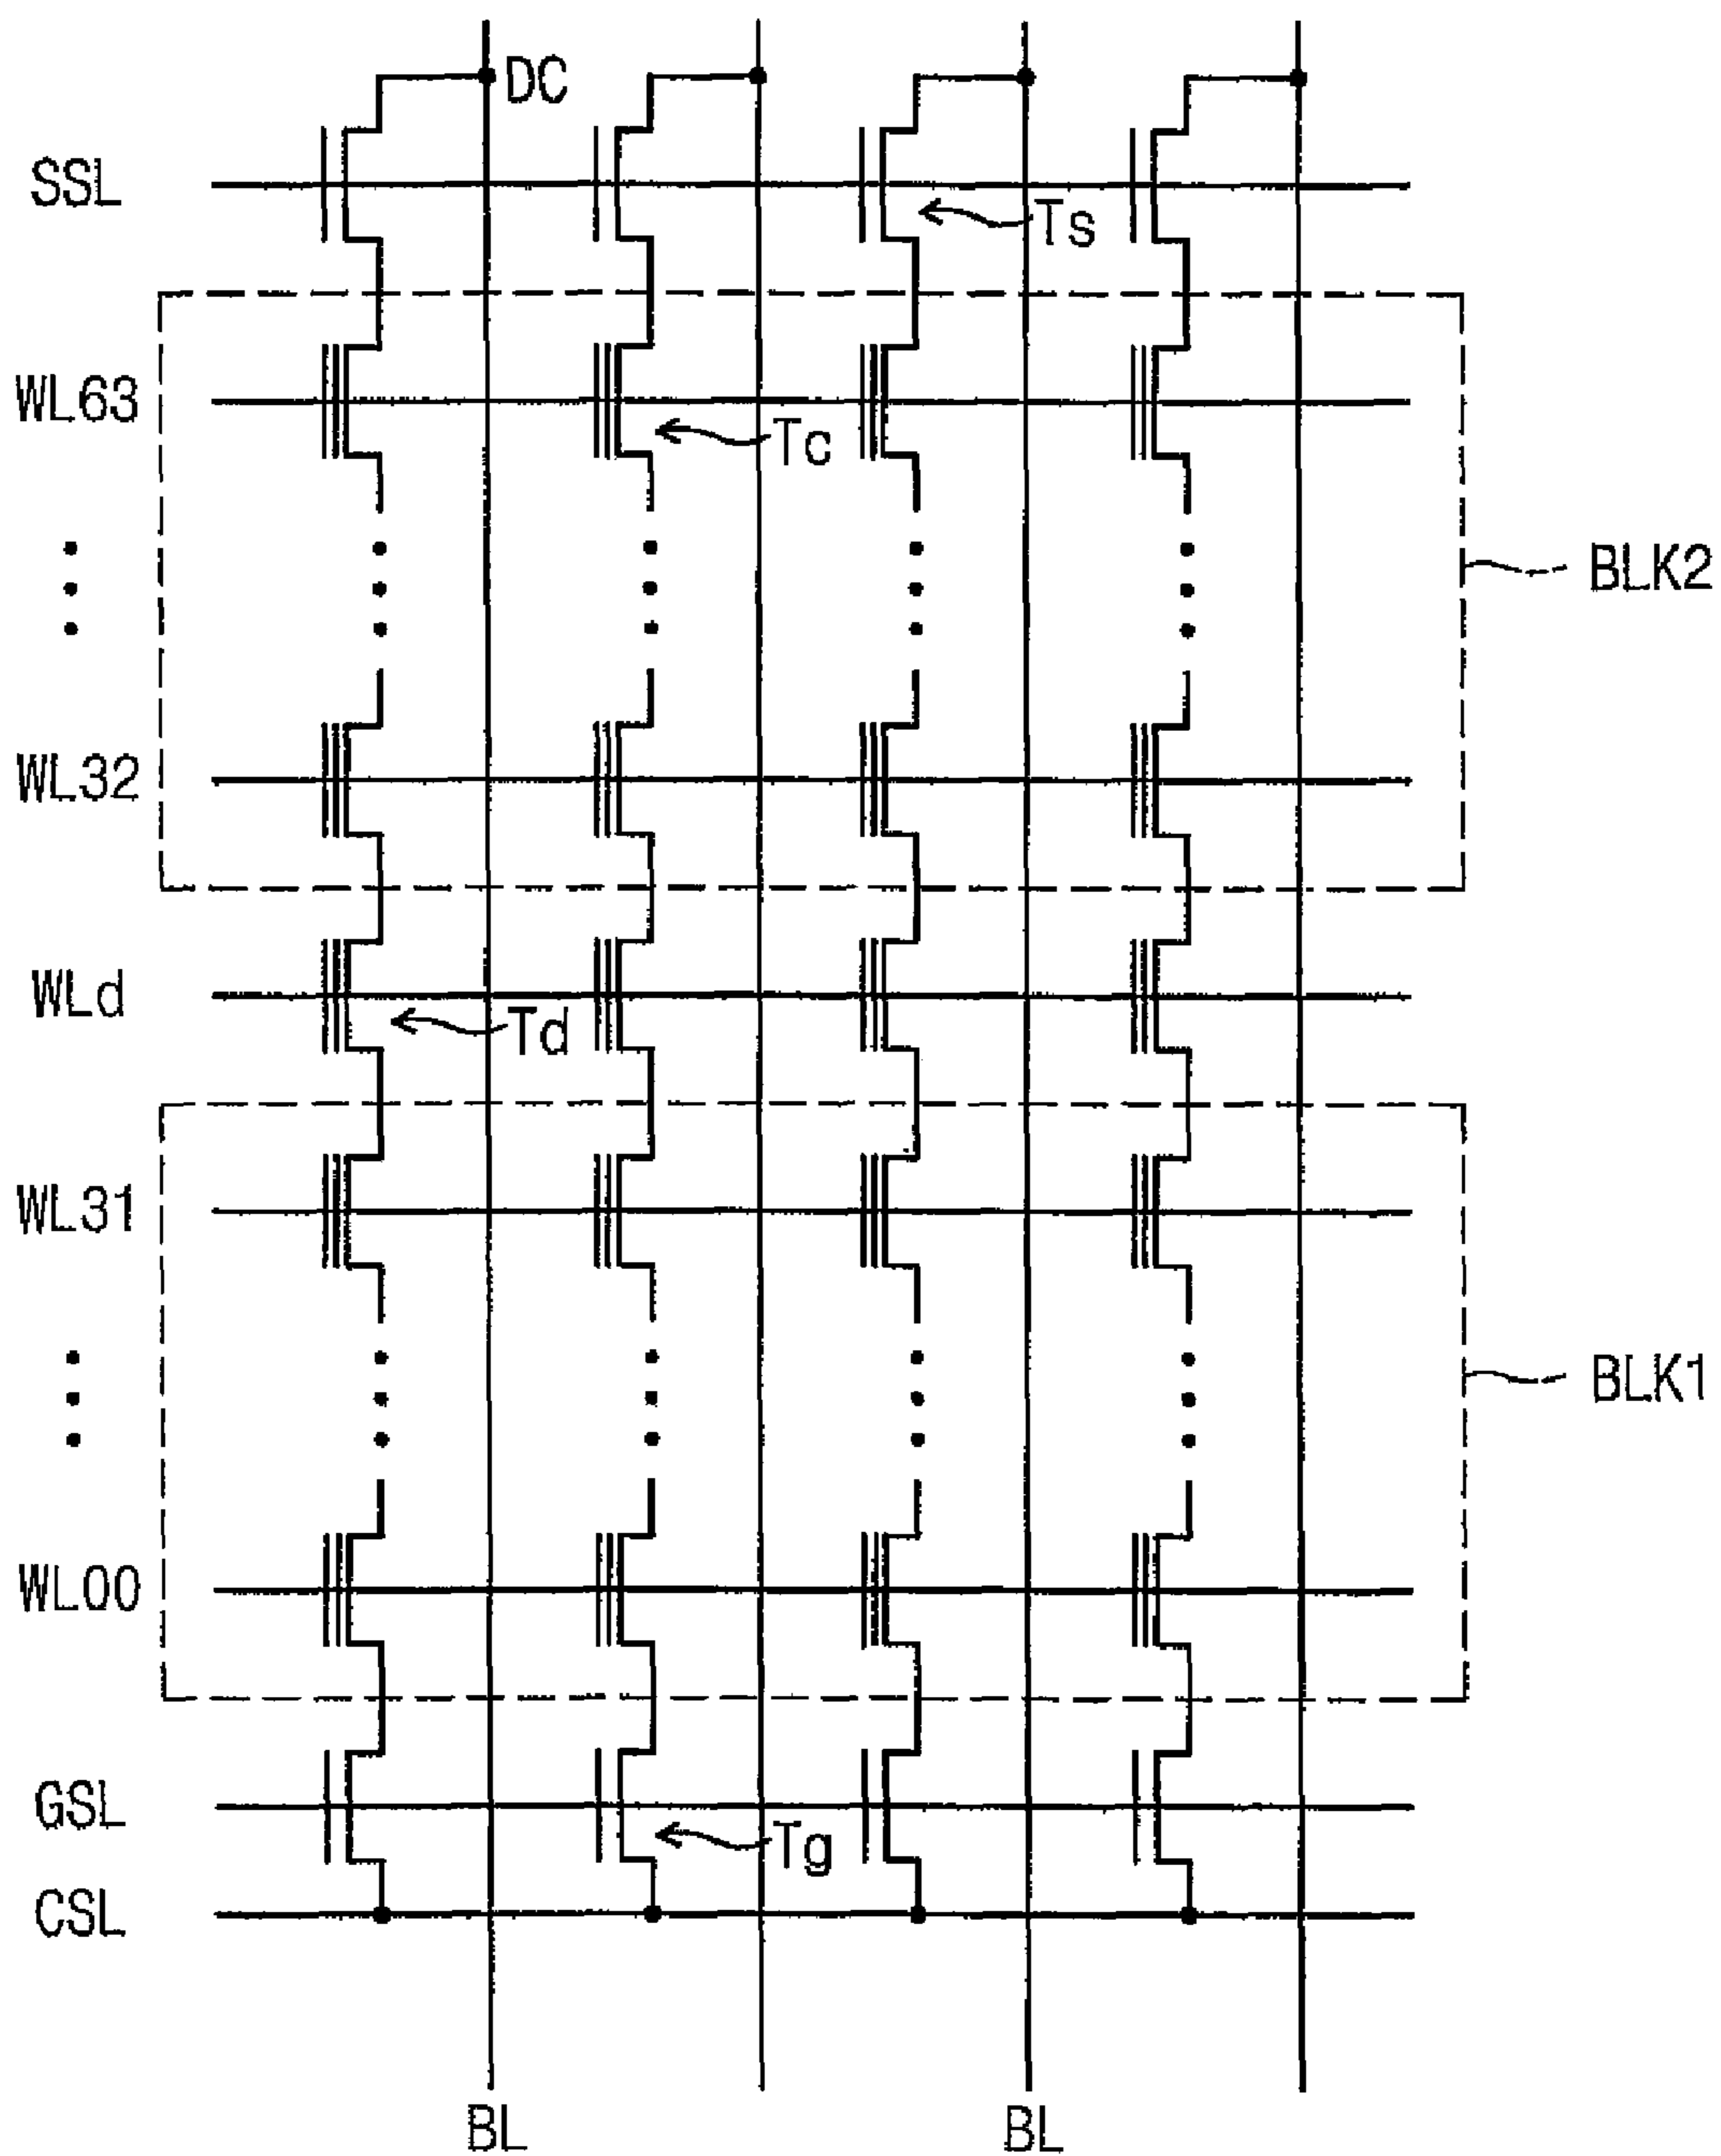 DC
SSL
Ts
WL63
Tc
BLK2
WL32
WLd
Td
WL31
BLK1
WL00
GSL
Tg
CSL
BL BL